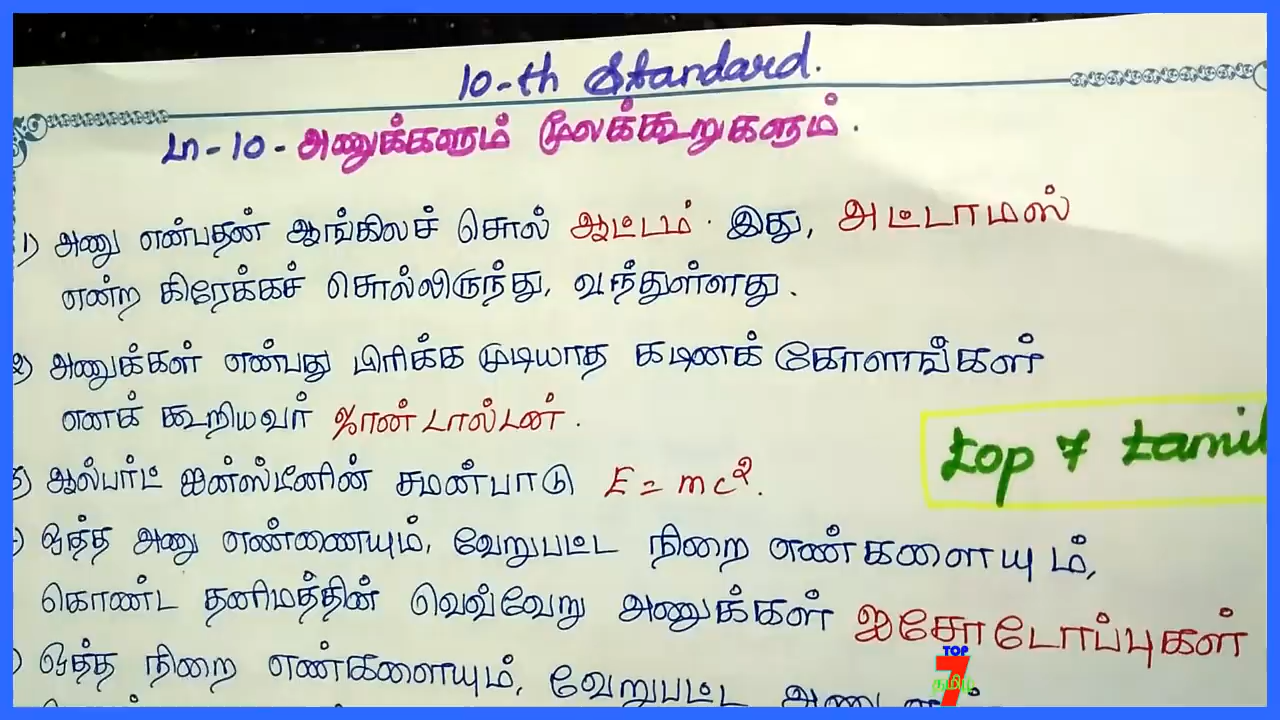 10-th Standard.
பா-10-அணுக்களும் மூலக்கூறுகளும்.
1) அணு என்பதன் ஆங்கிலச் சொல் ஆட்டம். இது, அட்டாமஸ்
என்ற கிரேக்கச் சொல்லிருந்து, வந்துள்ளது.
2) அணுக்கள் என்பது பிரிக்க முடியாத கடினக் கோளங்கள்
எனக் கூறியவர் ஜான் டால்டன்.
3) ஆல்பர்ட் ஐன்ஸ்டீனின் சமன்பாடு E = mc².
top 7 tamil
ஒத்த அணு எண்ணையும், வேறுபட்ட நிறை எண்களையும்,
கொண்ட தனிமத்தின் வெவ்வேறு அணுக்கள் ஐசோடோப்புகள்
ஒத்த நிறை எண்களையும், வேறுபட்ட அணு
TOP
7
தமிழ்